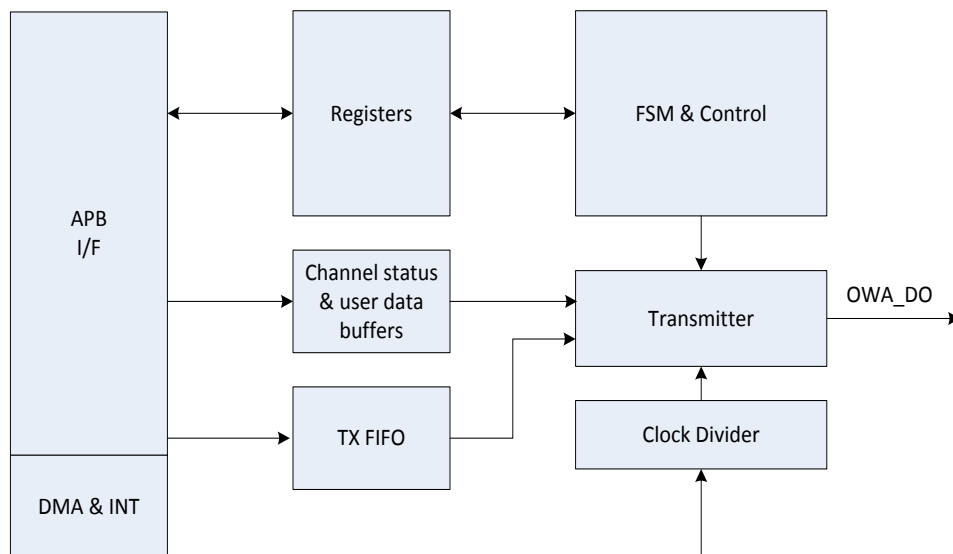 APB
I/F
DMA & INT
Registers
FSM & Control
Channel status
& user data
buffers
Transmitter
OWA_DO
TX FIFO
Clock Divider